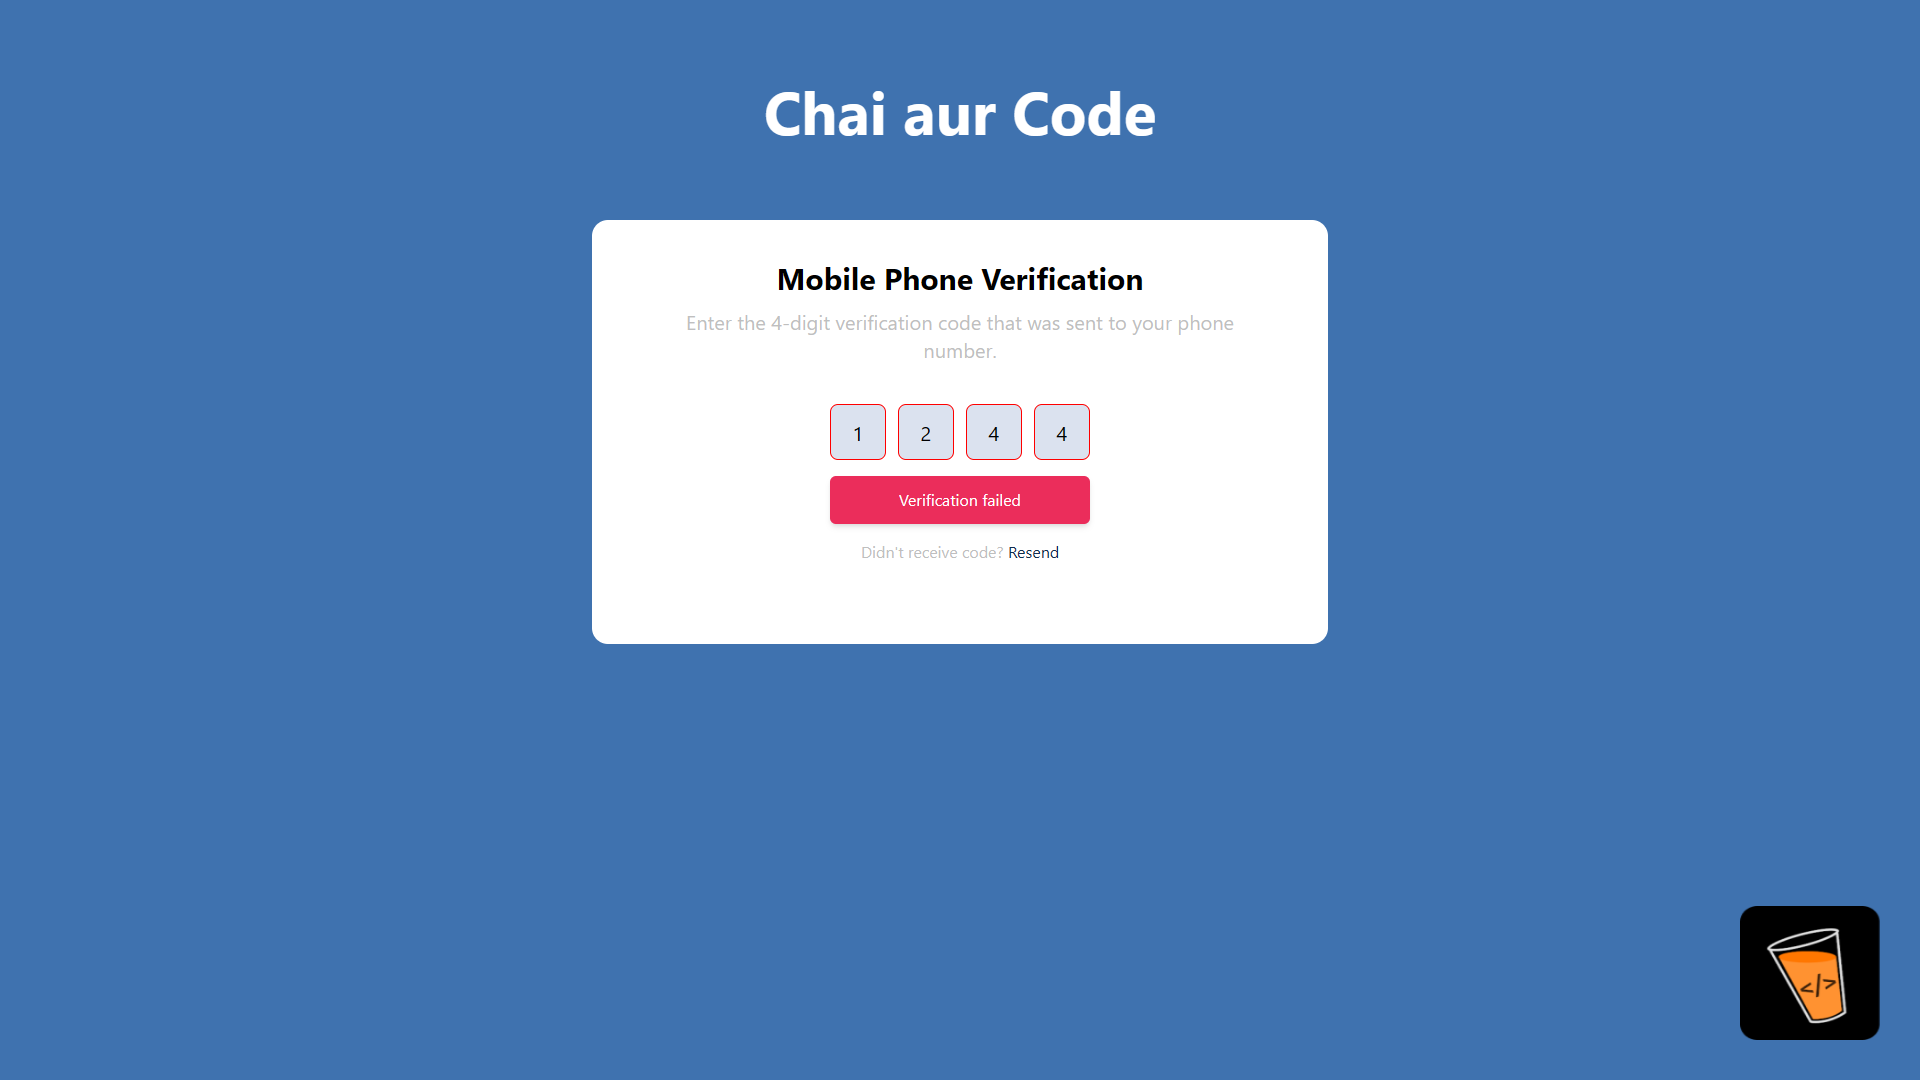 Chai aur Code
Mobile Phone Verification
Enter the 4-digit verification code that was sent to your phone
number.
1 2 4 4
Verification failed
Didn't receive code? Resend
</>